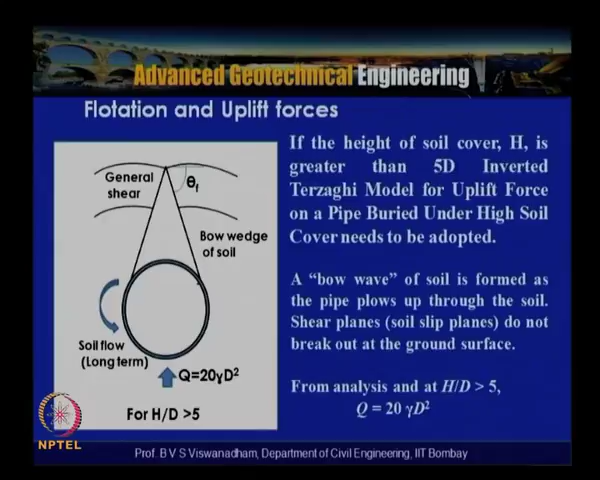 Advanced Geotechnical Engineering
Flotation and Uplift forces
General
shear
θf
Bow wedge
of soil
Soil flow
(Long term)
Q=20γD²
For H/D >5
If the height of soil cover, H, is
greater than 5D Inverted
Terzaghi Model for Uplift Force
on a Pipe Buried Under High Soil
Cover needs to be adopted.
A “bow wave” of soil is formed as
the pipe plows up through the soil.
Shear planes (soil slip planes) do not
break out at the ground surface.
From analysis and at H/D > 5,
Q = 20 γD²
NPTEL
Prof. B V S Viswanadham, Department of Civil Engineering, IIT Bombay